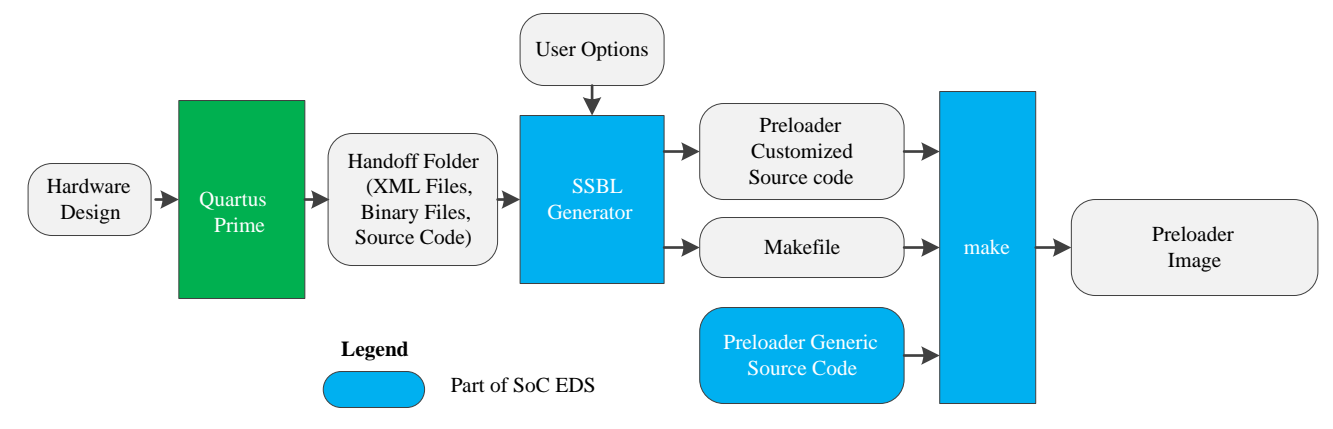 User Options
Hardware
Design
Quartus
Prime
Handoff Folder
(XML Files,
Binary Files,
Source Code)
SSBL
Generator
Preloader
Customized
Source code
Makefile
Preloader Generic
Source Code
make
Preloader
Image
Legend
Part of SoC EDS